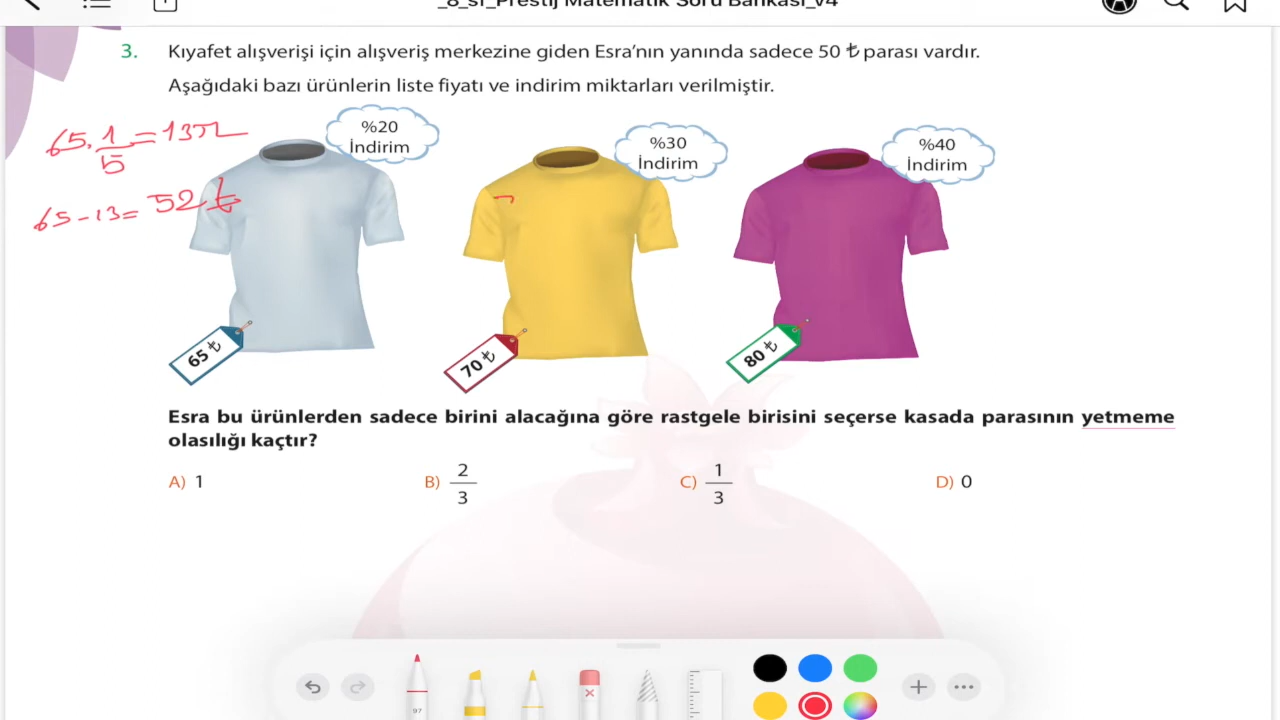 _8_sf_Prestij Matematik Soru Bankası_v4
3. Kıyafet alışverişi için alışveriş merkezine giden Esra’nın yanında sadece 50 ₺ parası vardır.
Aşağıdaki bazı ürünlerin liste fiyatı ve indirim miktarları verilmiştir.
%20
İndirim
%30
İndirim
%40
İndirim
65 . 1/5 = 13 TL
65 - 13 = 52 ₺
65 ₺
70 ₺
80 ₺
Esra bu ürünlerden sadece birini alacağına göre rastgele birisini seçerse kasada parasının yetmeme
olasılığı kaçtır?
A) 1 B) 2/3 C) 1/3 D) 0
97